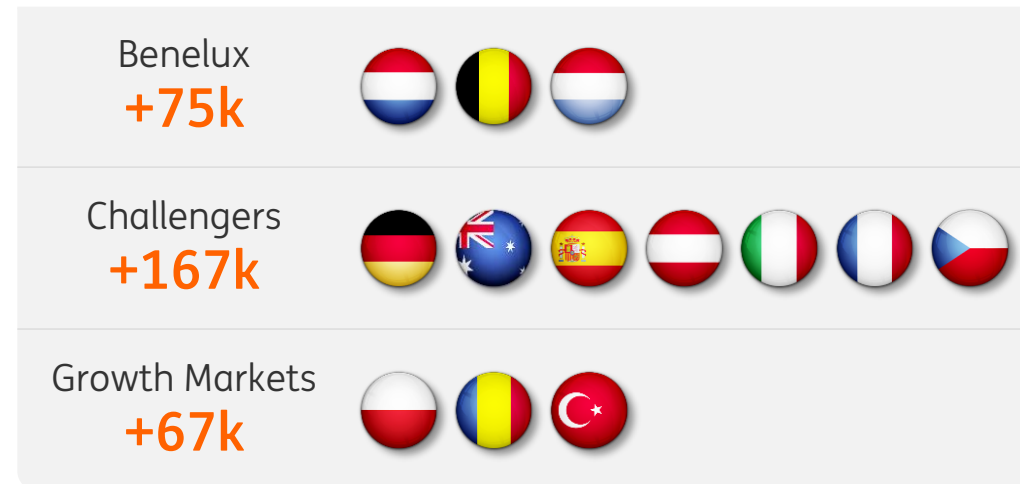 Benelux
+75k
Challengers
+167k
Growth Markets
+67k